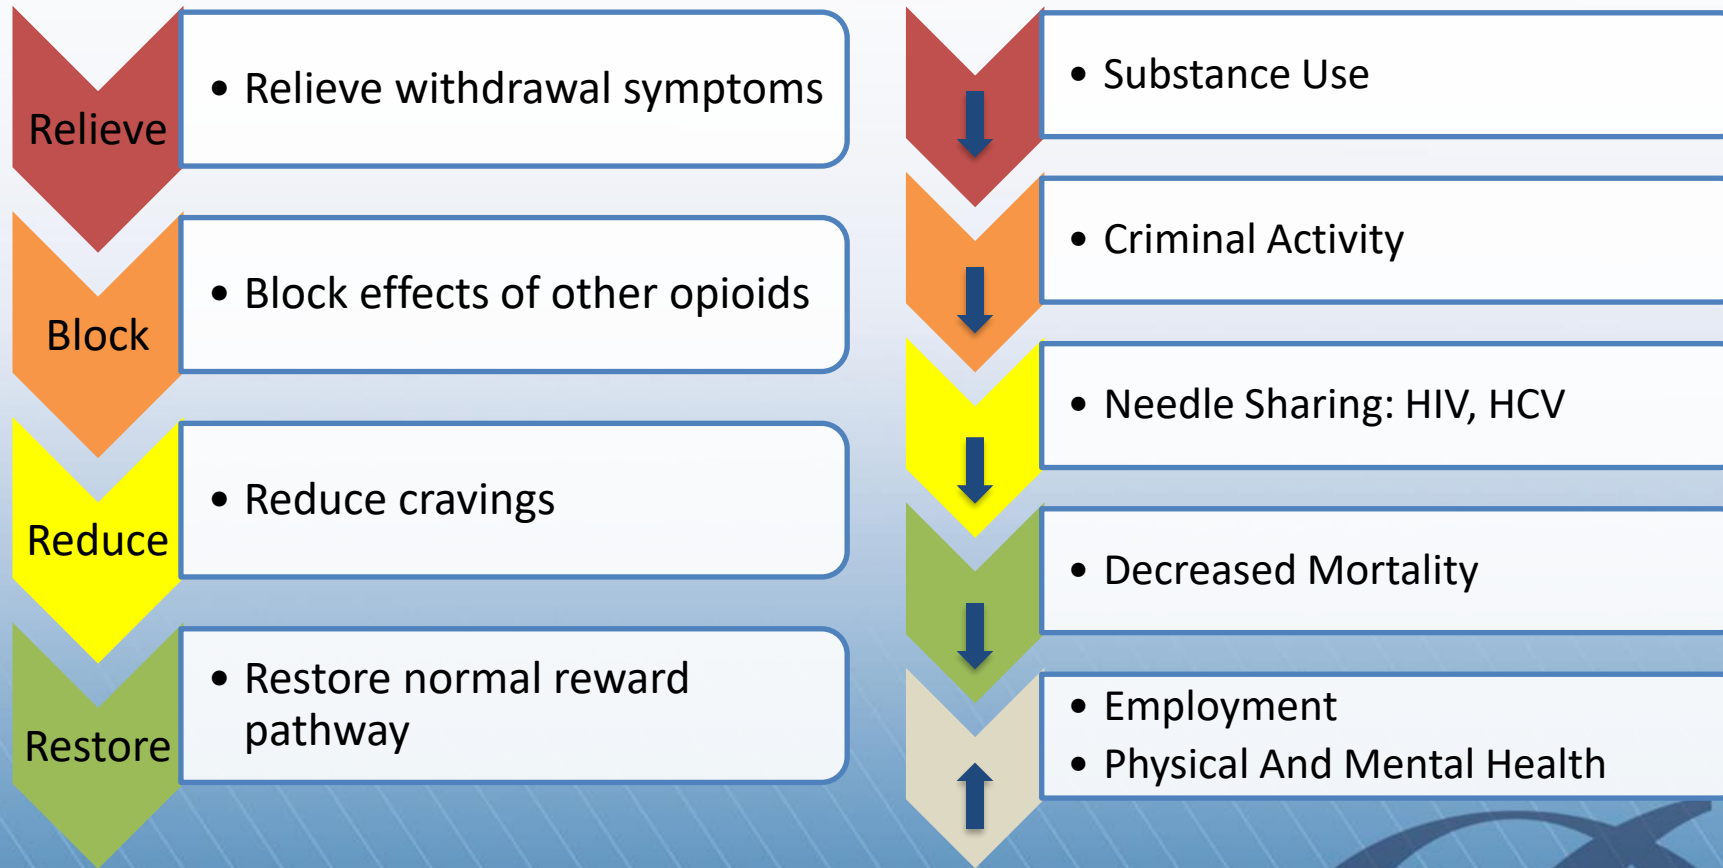 Relieve
• Relieve withdrawal symptoms
Block
• Block effects of other opioids
Reduce
• Reduce cravings
Restore
• Restore normal reward
pathway
• Substance Use
• Criminal Activity
• Needle Sharing: HIV, HCV
• Decreased Mortality
• Employment
• Physical And Mental Health